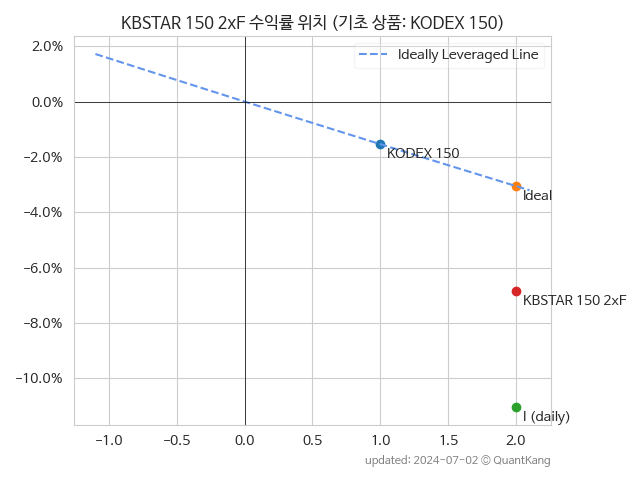 KBSTAR 150 2xF 수익률 위치 (기초 상품: KODEX 150)
2.0%
0.0%
−2.0%
−4.0%
−6.0%
−8.0%
−10.0%
Ideally Leveraged Line
KODEX 150
Ideal
KBSTAR 150 2xF
I (daily)
−1.0 −0.5 0.0 0.5 1.0 1.5 2.0
updated: 2024-07-02 © QuantKang